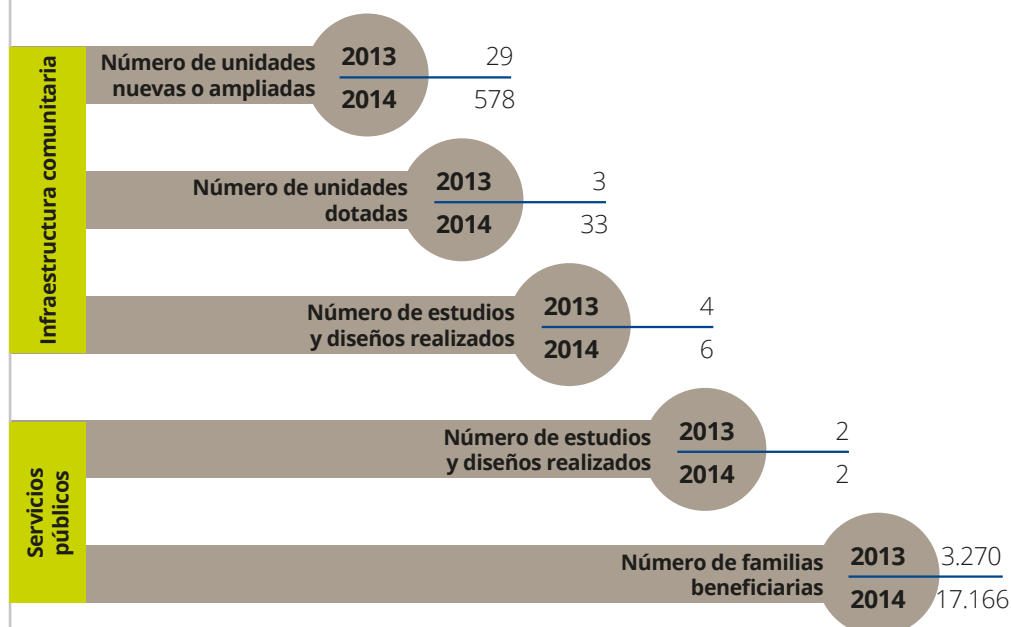 Infraestructura comunitaria
Número de unidades
nuevas o ampliadas
2013 29
2014 578
Número de unidades
dotadas
2013 3
2014 33
Número de estudios
y diseños realizados
2013 4
2014 6
Servicios
públicos
Número de estudios
y diseños realizados
2013 2
2014 2
Número de familias
beneficiarias
2013 3.270
2014 17.166